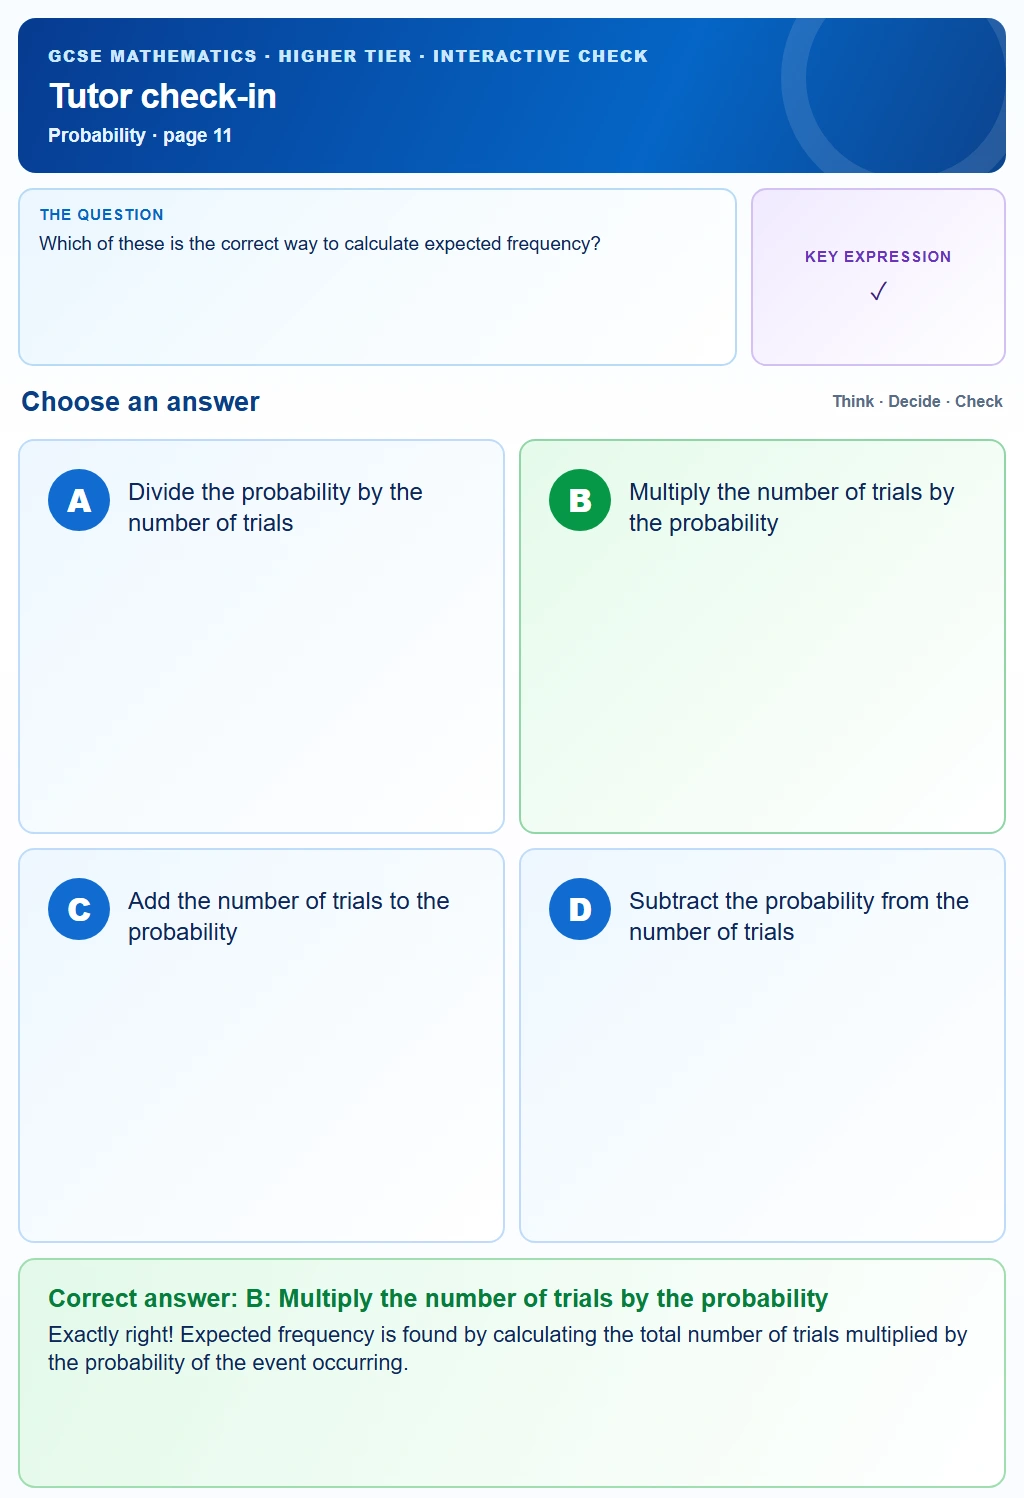 GCSE MATHEMATICS · HIGHER TIER · INTERACTIVE CHECK
Tutor check-in
Probability · page 11
THE QUESTION
Which of these is the correct way to calculate expected frequency?
KEY EXPRESSION
✓
Choose an answer
Think · Decide · Check
A
Divide the probability by the
number of trials
B
Multiply the number of trials by
the probability
C
Add the number of trials to the
probability
D
Subtract the probability from the
number of trials
Correct answer: B: Multiply the number of trials by the probability
Exactly right! Expected frequency is found by calculating the total number of trials multiplied by
the probability of the event occurring.